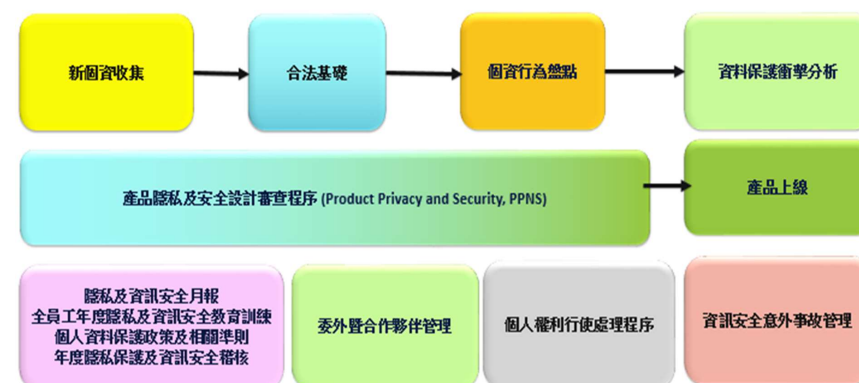 新個資收集
合法基礎
個資行為盤點
資料保護衝擊分析
產品隱私及安全設計審查程序 (Product Privacy and Security, PPNS)
產品上線
隱私及資訊安全月報
全員工年度隱私及資訊安全教育訓練
個人資料保護政策及相關準則
年度隱私保護及資訊安全稽核
委外暨合作夥伴管理
個人權利行使處理程序
資訊安全意外事故管理